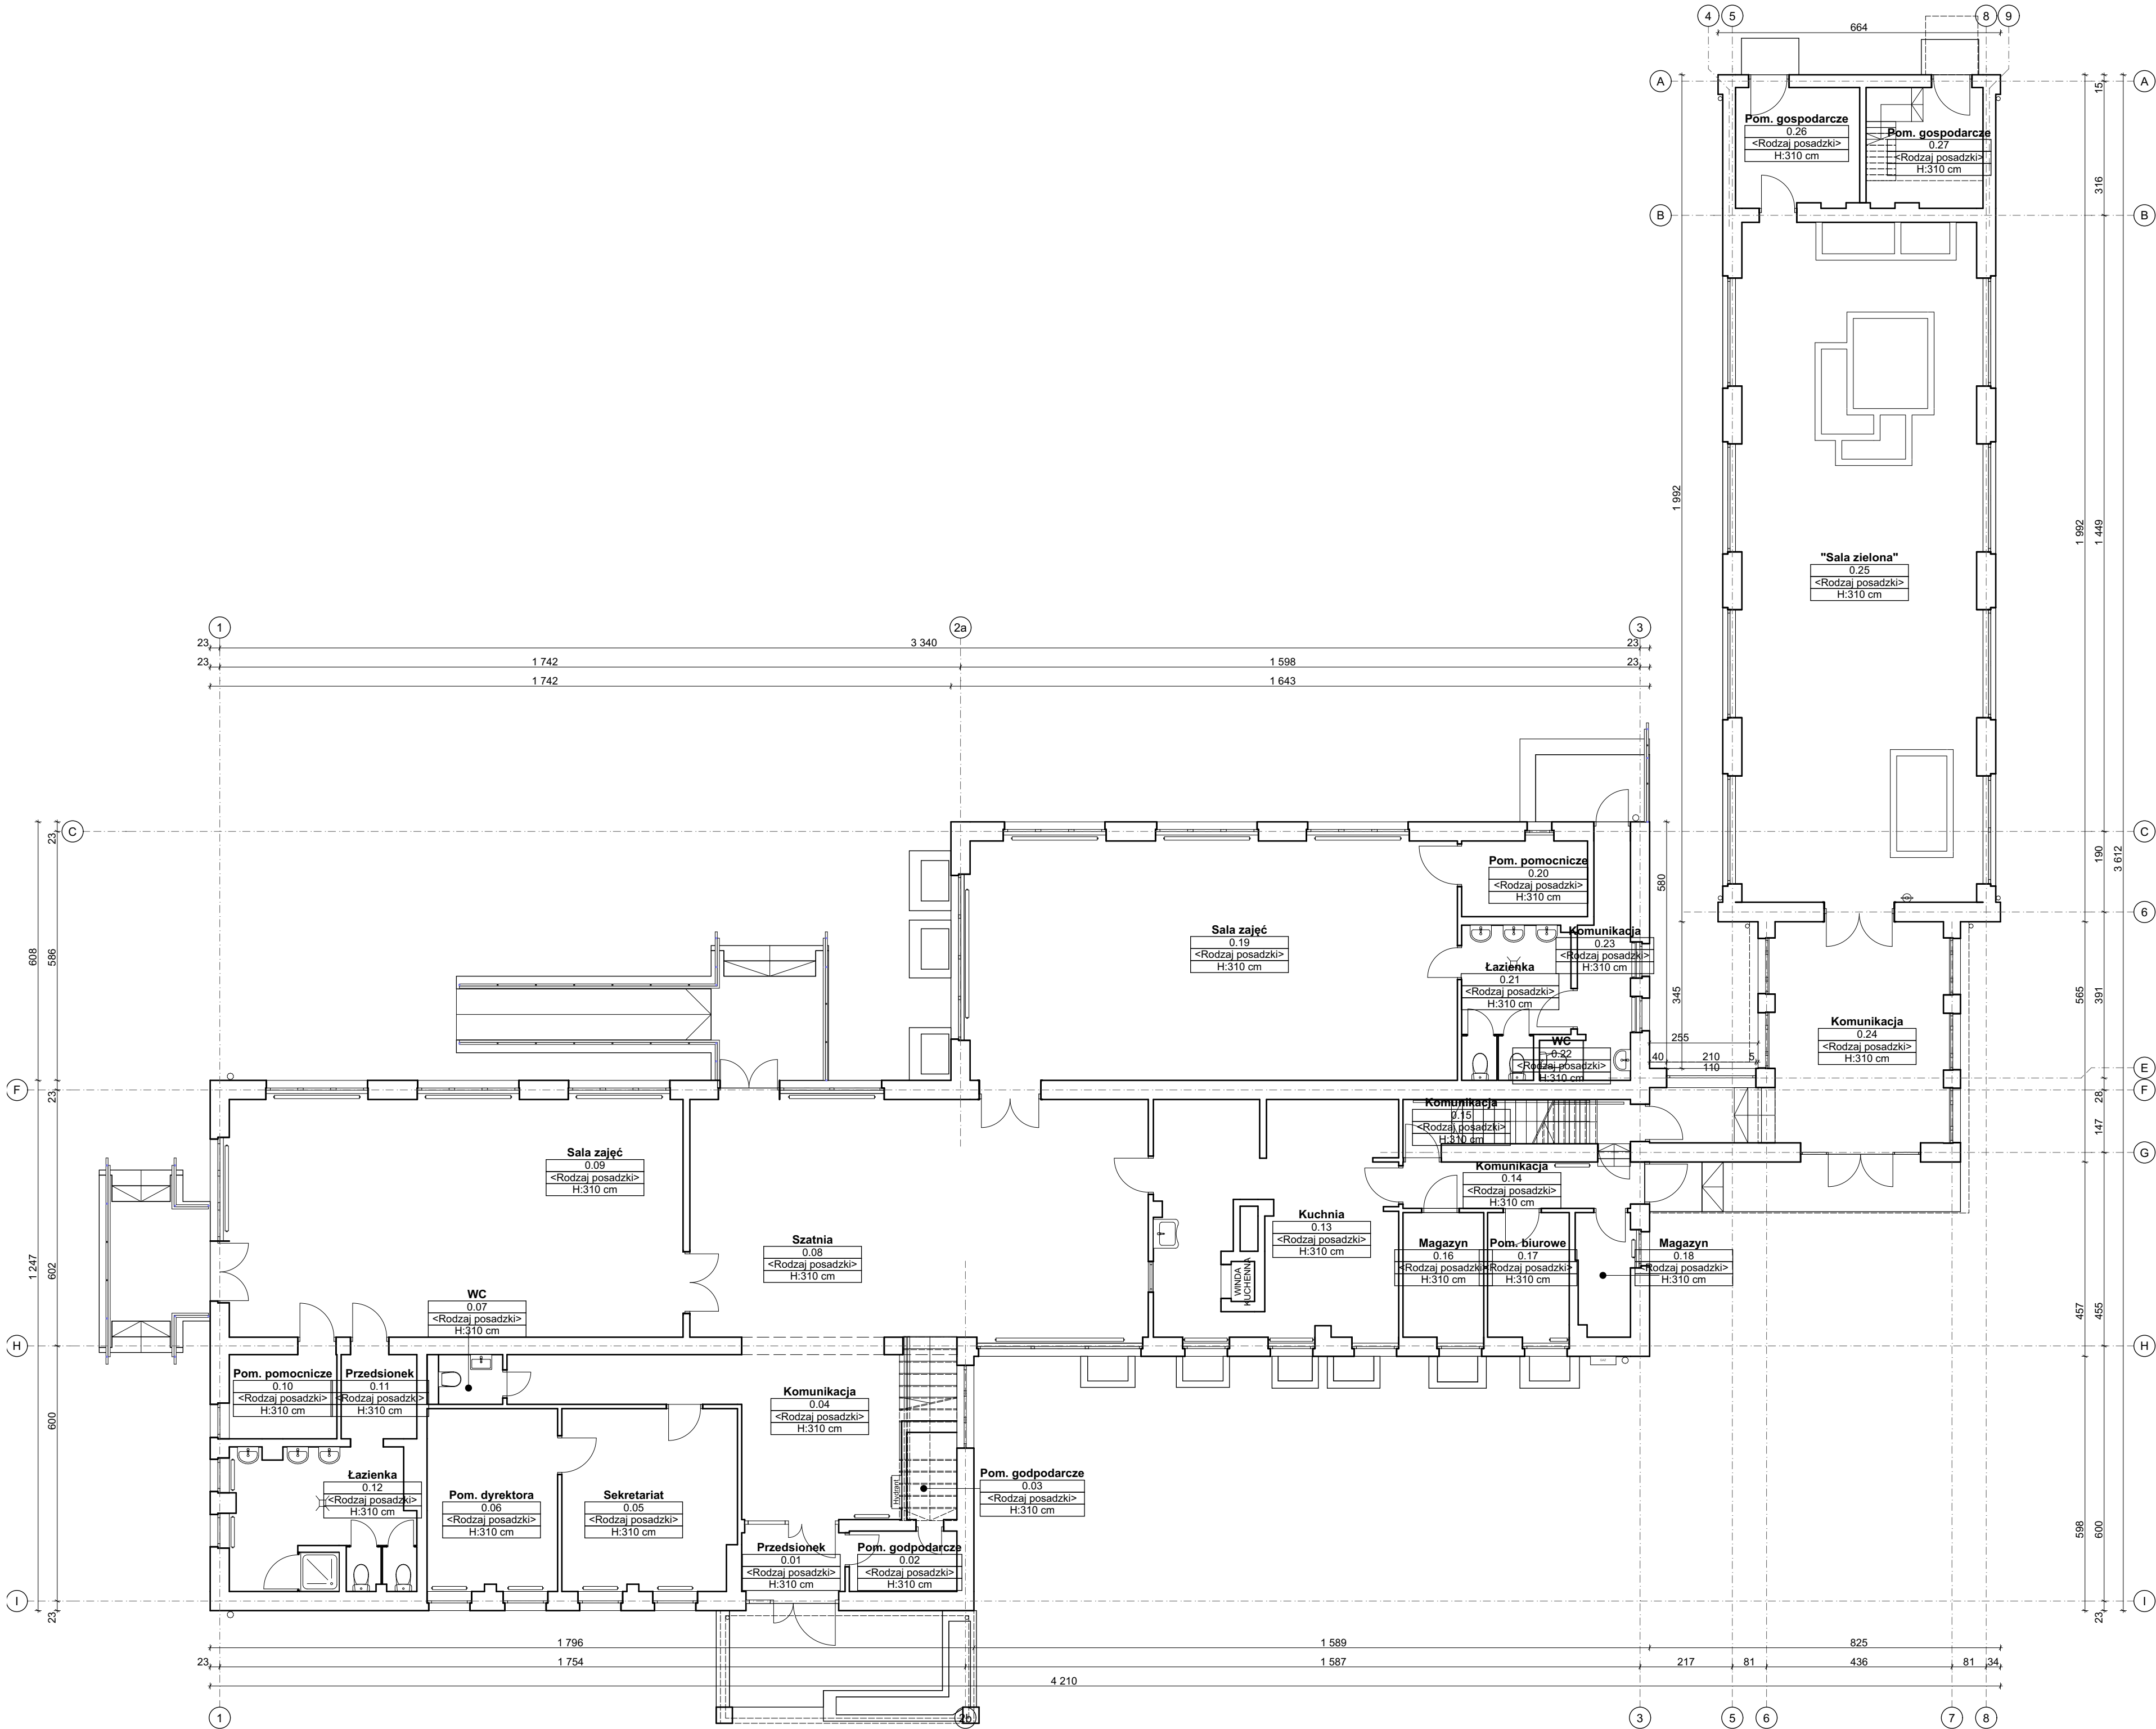 4
5
8
9
664
A
A
15
Pom. gospodarcze
0.26
<Rodzaj posadzki>
H:310 cm
Pom. gospodarcze
0.27
<Rodzaj posadzki>
H:310 cm
316
B
B
1 992
1 992
1 449
"Sala zielona"
0.25
<Rodzaj posadzki>
H:310 cm
1
2a
3
23
3 340
23
23
1 742
1 598
23
1 742
1 643
C
C
23
580
190
3 612
Pom. pomocnicze
0.20
<Rodzaj posadzki>
H:310 cm
6
Sala zajęć
0.19
<Rodzaj posadzki>
H:310 cm
Komunikacja
0.23
<Rodzaj posadzki>
H:310 cm
608
586
Łazienka
0.21
<Rodzaj posadzki>
H:310 cm
345
565
391
Komunikacja
0.24
<Rodzaj posadzki>
H:310 cm
WC
0.22
<Rodzaj posadzki>
H:310 cm
255
40
210
5
110
E
F
F
23
28
Komunikacja
0.15
<Rodzaj posadzki>
H:310 cm
147
G
Sala zajęć
0.09
<Rodzaj posadzki>
H:310 cm
Komunikacja
0.14
<Rodzaj posadzki>
H:310 cm
Szatnia
0.08
<Rodzaj posadzki>
H:310 cm
Kuchnia
0.13
<Rodzaj posadzki>
H:310 cm
WINDA
KUCHENNA
Magazyn
0.16
<Rodzaj posadzki>
H:310 cm
Pom. biurowe
0.17
<Rodzaj posadzki>
H:310 cm
Magazyn
0.18
<Rodzaj posadzki>
H:310 cm
1 247
602
457
455
WC
0.07
<Rodzaj posadzki>
H:310 cm
H
H
Pom. pomocnicze
0.10
<Rodzaj posadzki>
H:310 cm
Przedsionek
0.11
<Rodzaj posadzki>
H:310 cm
Komunikacja
0.04
<Rodzaj posadzki>
H:310 cm
600
Łazienka
0.12
<Rodzaj posadzki>
H:310 cm
Pom. dyrektora
0.06
<Rodzaj posadzki>
H:310 cm
Sekretariat
0.05
<Rodzaj posadzki>
H:310 cm
Hydrant
Pom. godpodarcze
0.03
<Rodzaj posadzki>
H:310 cm
598
600
Przedsionek
0.01
<Rodzaj posadzki>
H:310 cm
Pom. godpodarcze
0.02
<Rodzaj posadzki>
H:310 cm
I
I
23
23
1 796
1 589
825
23
1 754
1 587
217
81
436
81
34
4 210
1
2b
3
5
6
7
8